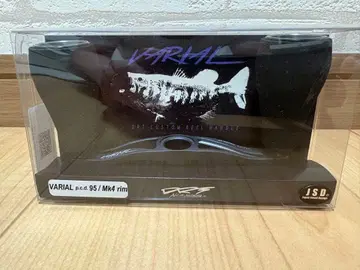 VARIAL
DRT CUSTOM REEL HANDLE
VARIAL p.c.d. 95 / Mk4 rim
DRT
JSD